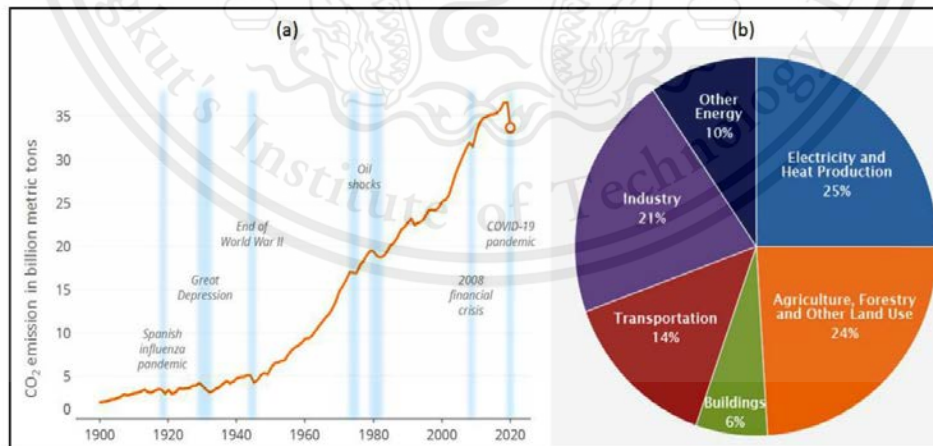 (a)
CO₂ emission in billion metric tons
35
30
25
20
15
10
5
0
1900
1920
1940
1960
1980
2000
2020
Spanish
influenza
pandemic
Great
Depression
End of
World War II
Oil
shocks
2008
financial
crisis
COVID-19
pandemic
(b)
Other
Energy
10%
Electricity and
Heat Production
25%
Industry
21%
Agriculture, Forestry
and Other Land Use
24%
Transportation
14%
Buildings
6%
Institute of Technology